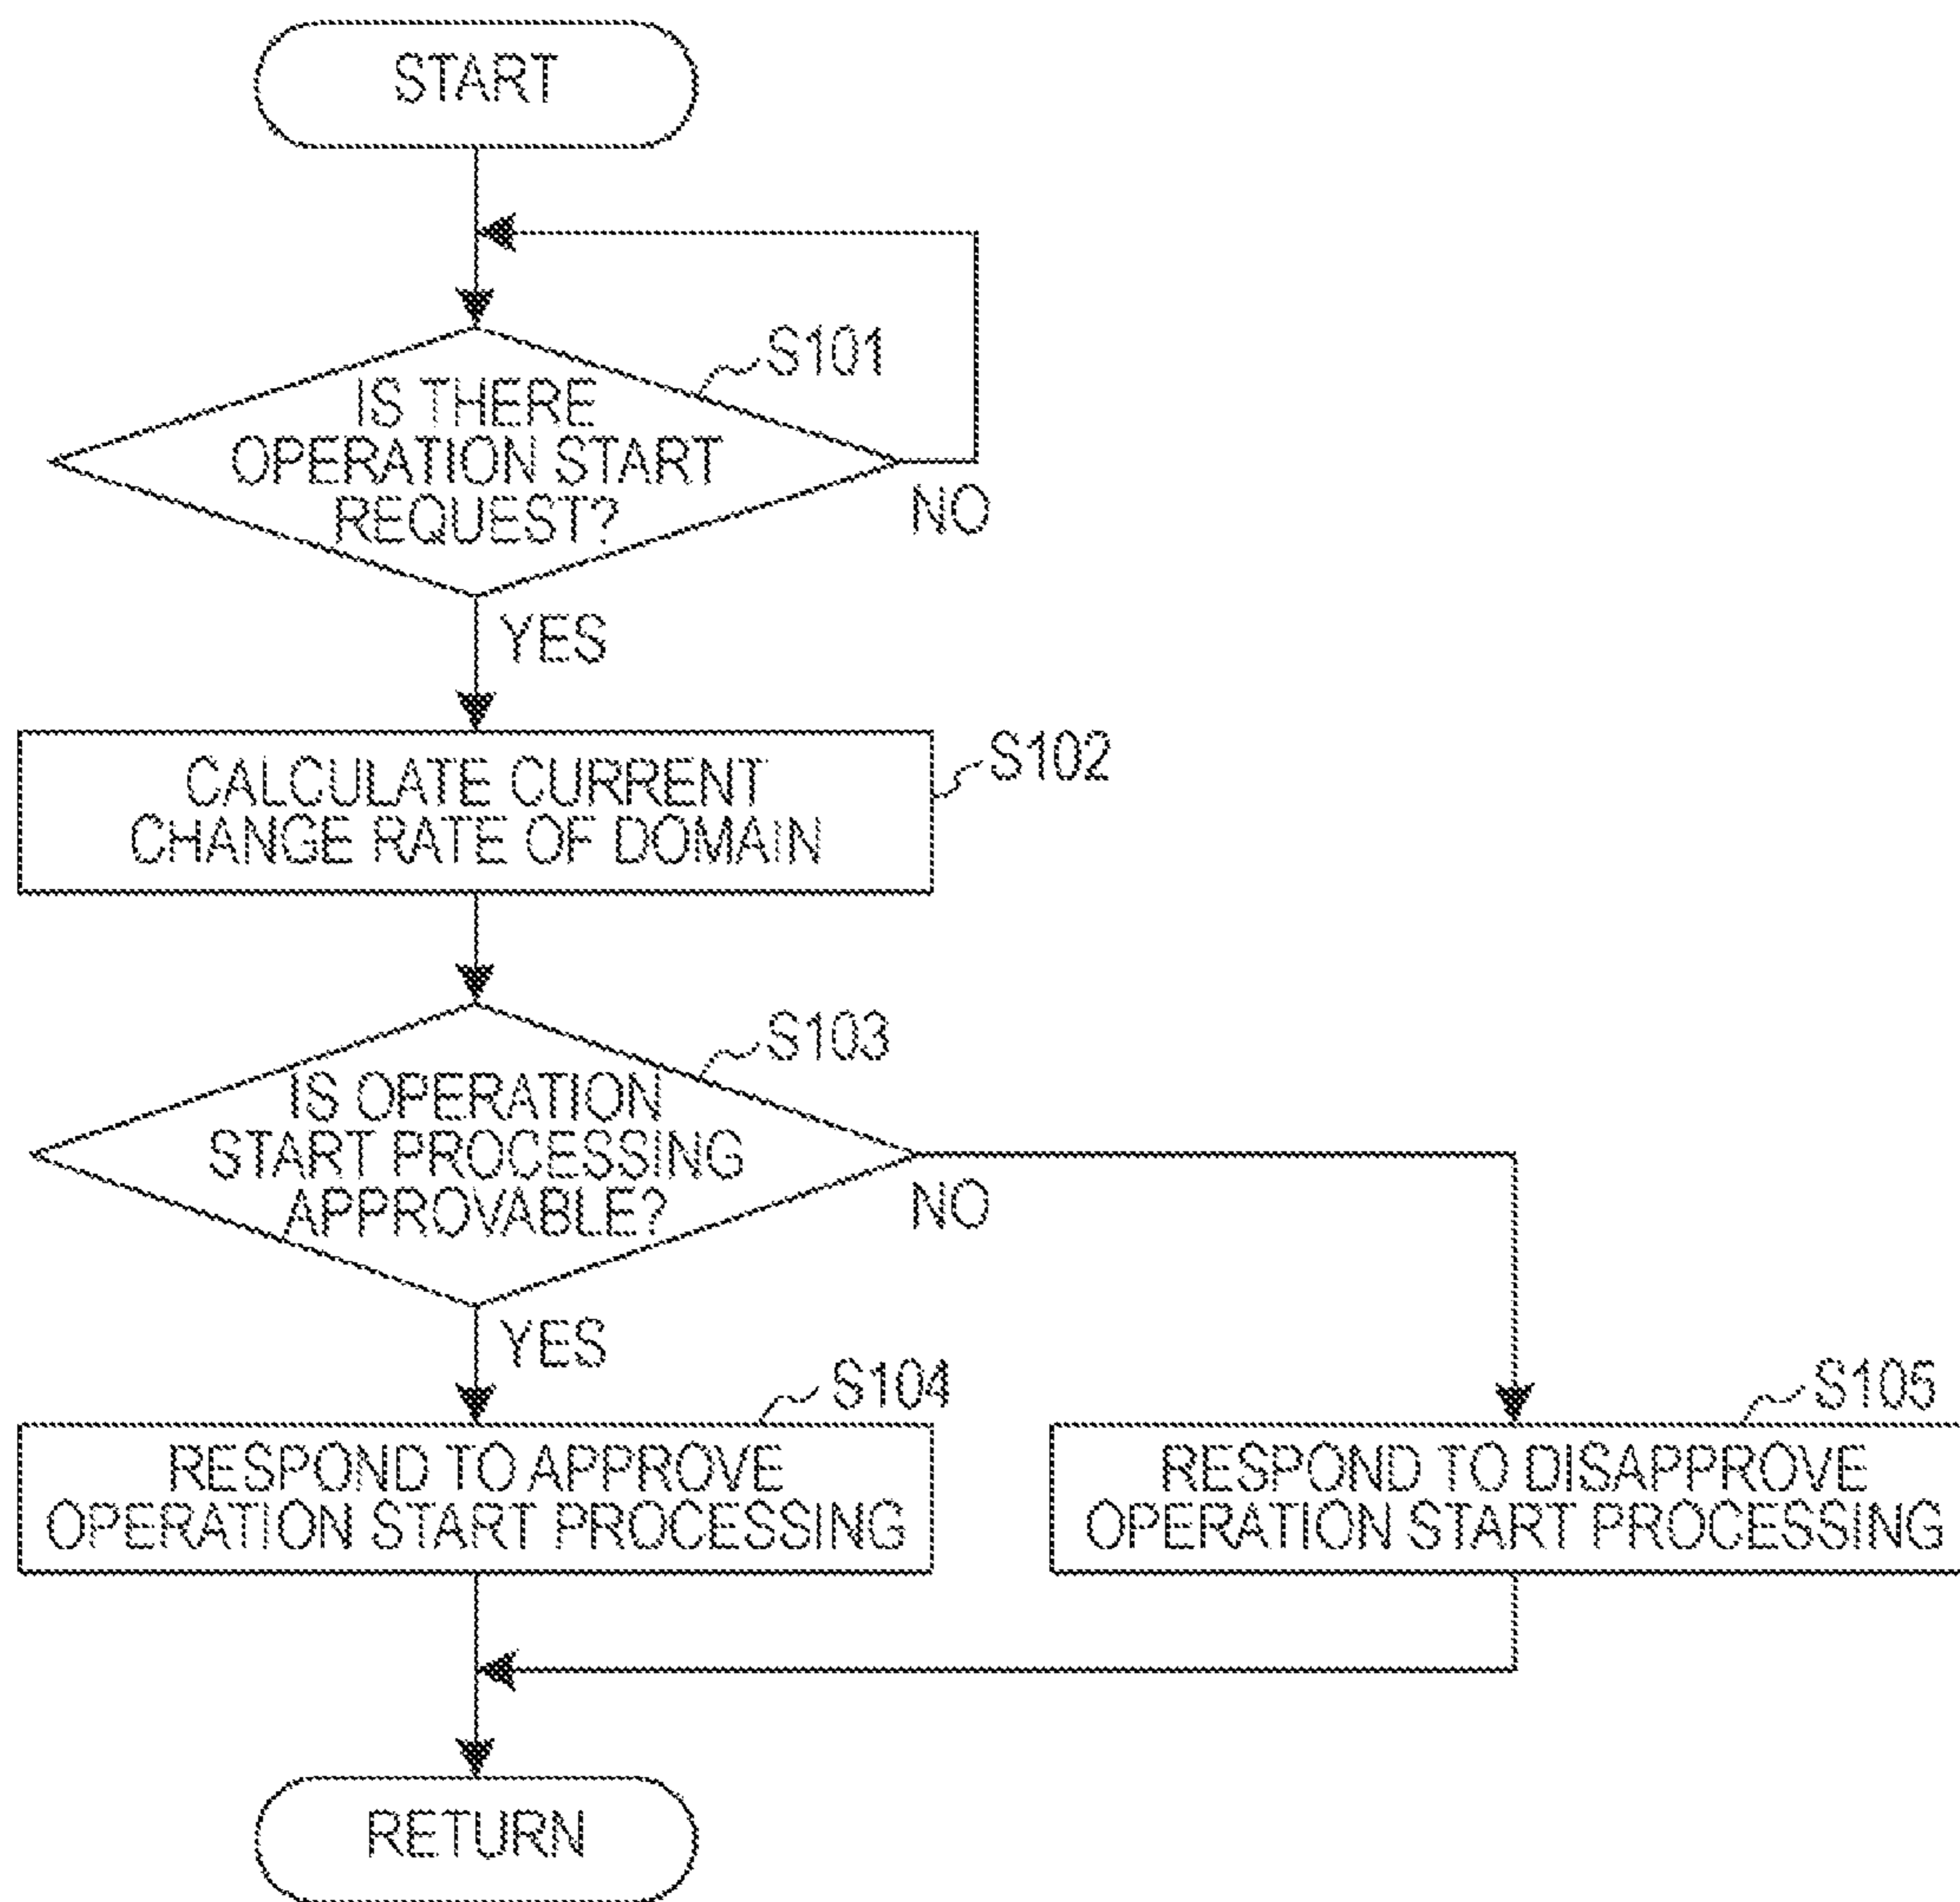 START
S101
IS THERE
OPERATION START
REQUEST?
NO
YES
S102
CALCULATE CURRENT
CHANGE RATE OF DOMAIN
S103
IS OPERATION
START PROCESSING
APPROVABLE?
NO
YES
S104
RESPOND TO APPROVE
OPERATION START PROCESSING
S105
RESPOND TO DISAPPROVE
OPERATION START PROCESSING
RETURN